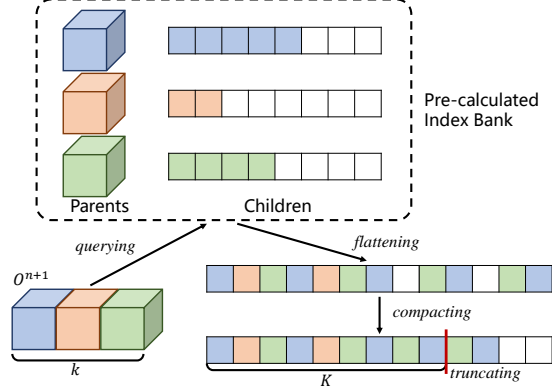 Pre-calculated
Index Bank
Parents
Children
querying
flattening
O^{n+1}
compacting
k
K
truncating